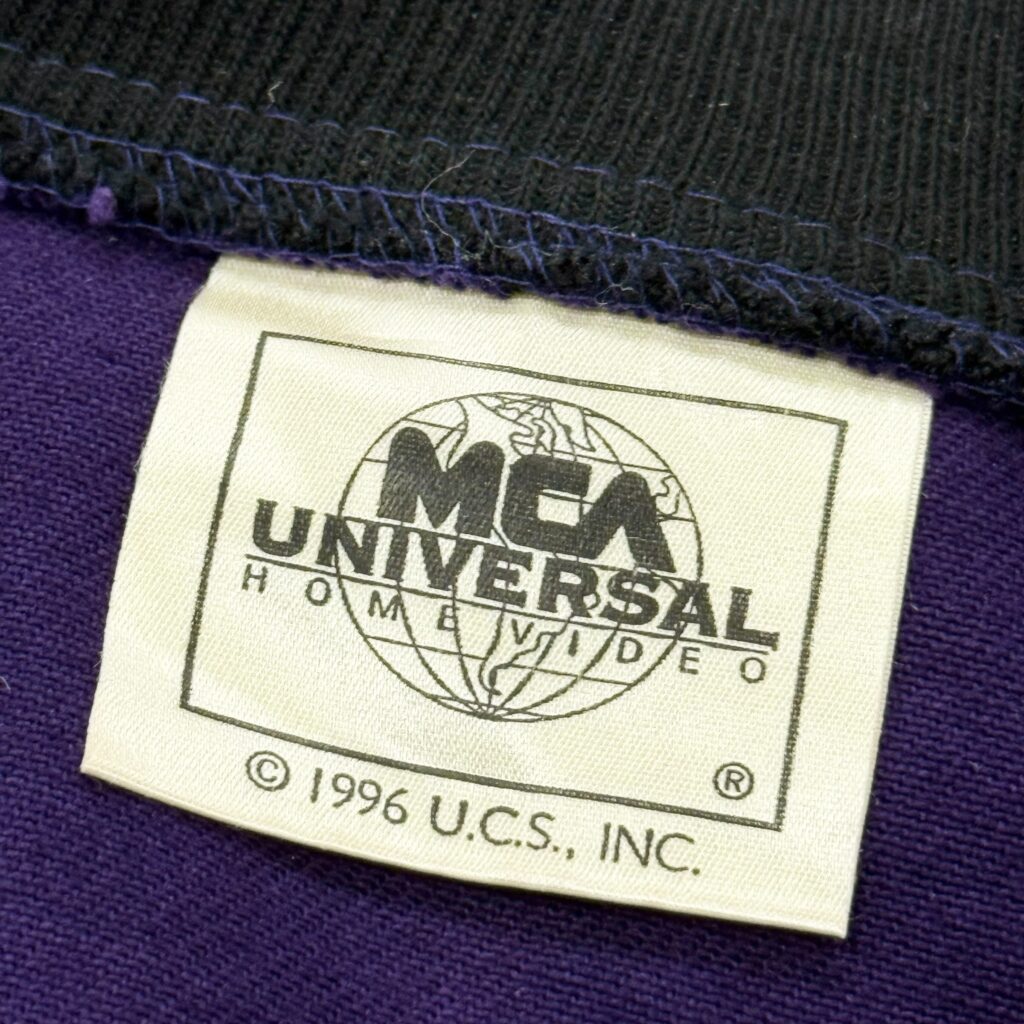 MCA
UNIVERSAL
HOME VIDEO
®
© 1996 U.C.S., INC.